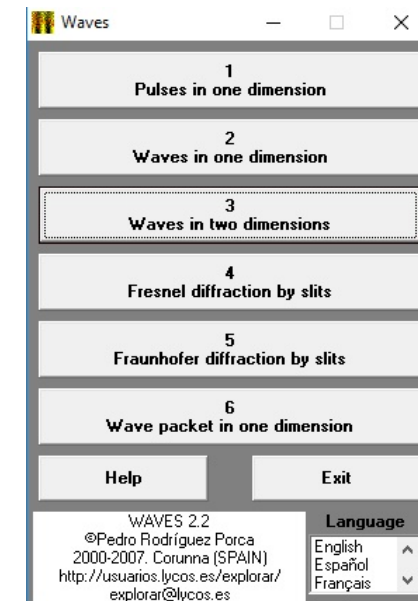 Waves
1
Pulses in one dimension
2
Waves in one dimension
3
Waves in two dimensions
4
Fresnel diffraction by slits
5
Fraunhofer diffraction by slits
6
Wave packet in one dimension
Help
Exit
WAVES 2.2
©Pedro Rodríguez Porca
2000-2007. Corunna (SPAIN)
http://usuarios.lycos.es/explorar/
explorar@lycos.es
Language
English
Español
Français